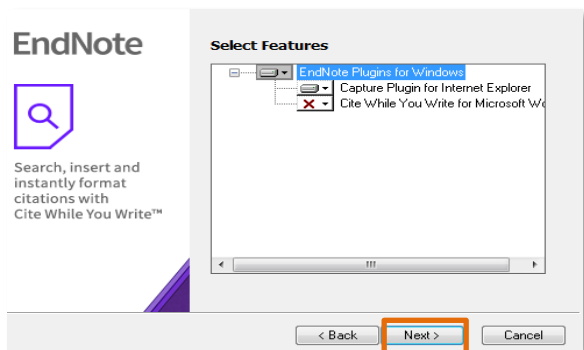 EndNote
Search, insert and
instantly format
citations with
Cite While You Write™
Select Features
EndNote Plugins for Windows
Capture Plugin for Internet Explorer
Cite While You Write for Microsoft Wo
< Back
Next >
Cancel